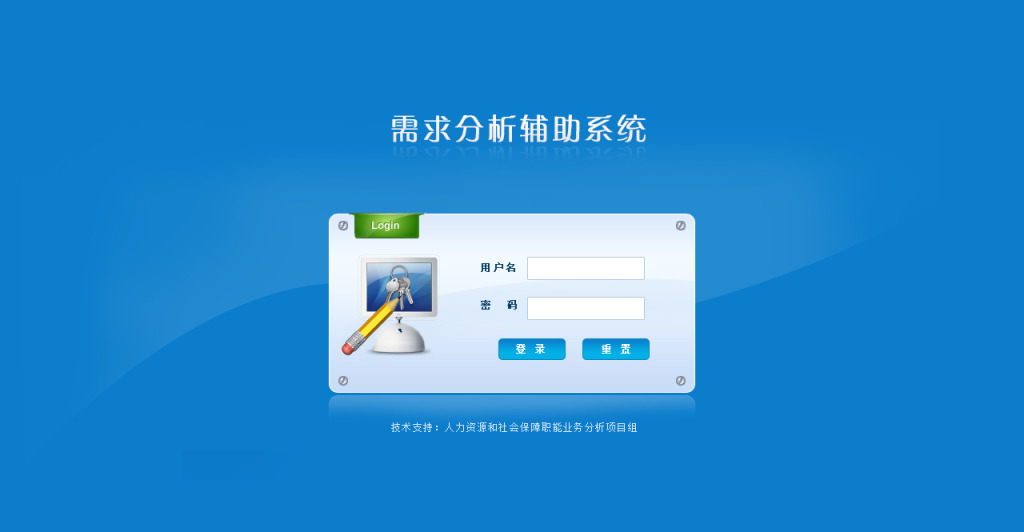 需求分析辅助系统
Login
用户名
密 码
登 录 重 置
技术支持：人力资源和社会保障职能业务分析项目组